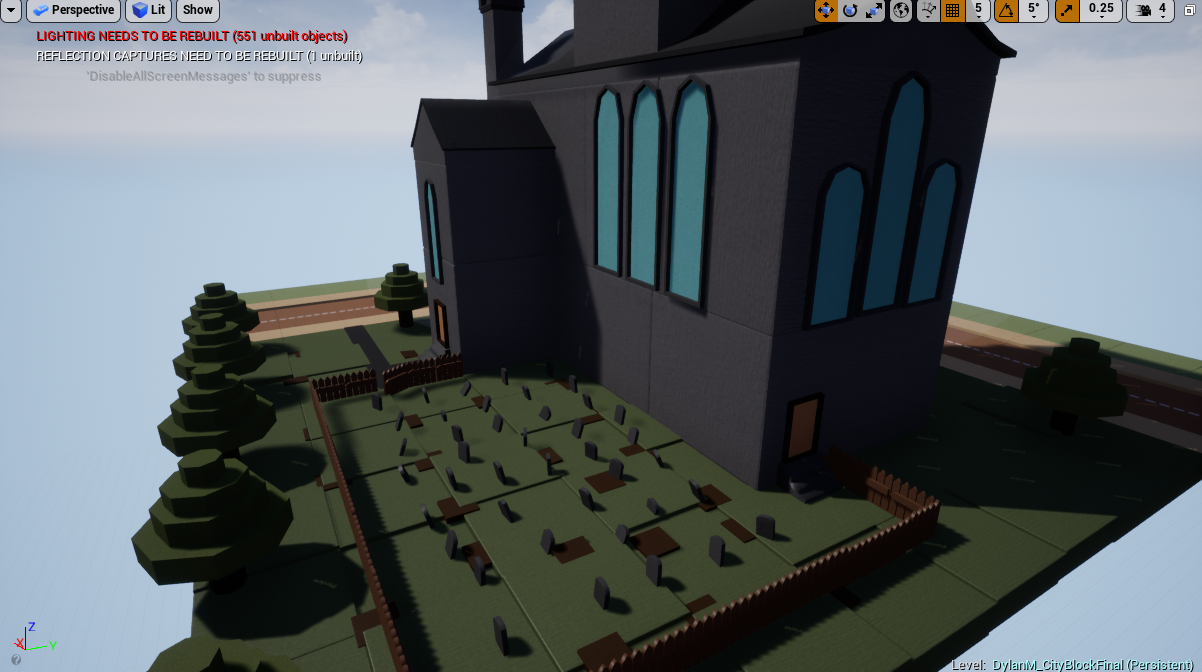 Perspective Lit Show 5 5° 0.25 4
LIGHTING NEEDS TO BE REBUILT (551 unbuilt objects)
REFLECTION CAPTURES NEED TO BE REBUILT (1 unbuilt)
'DisableAllScreenMessages' to suppress
Z
X Y
?
Level: DylanM_CityBlockFinal (Persistent)